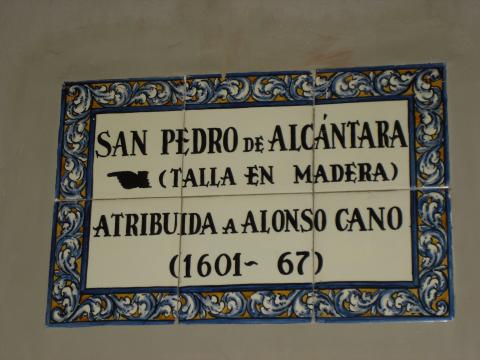 SAN PEDRO DE ALCÁNTARA
(TALLA EN MADERA)
ATRIBUIDA A ALONSO CANO
(1601- 67)